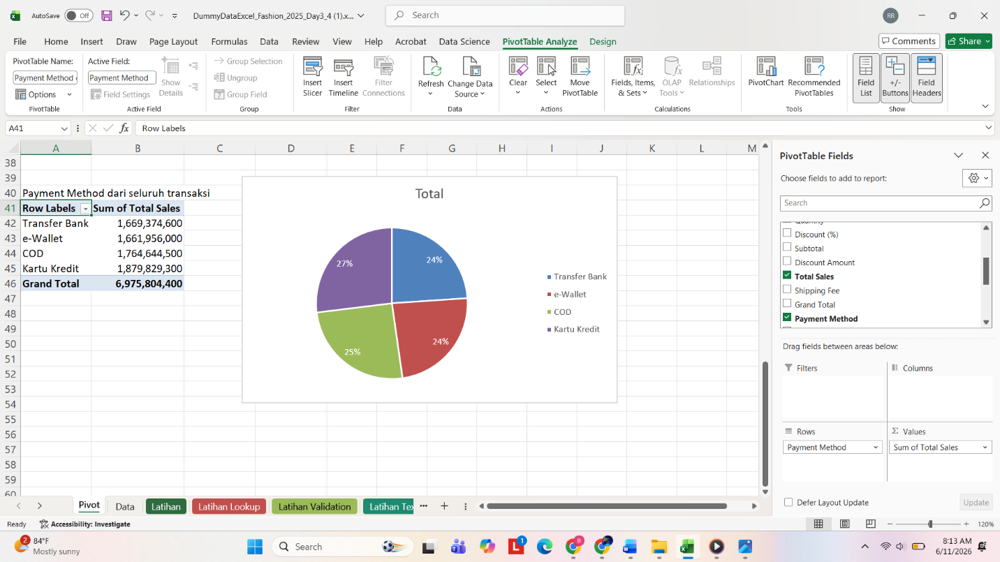 AutoSave Off DummyDataExcel_Fashion_2025_Day3_4 (1).x... Search RR
File Home Insert Draw Page Layout Formulas Data Review View Help Acrobat Data Science PivotTable Analyze Design Comments Share
PivotTable Name:
Payment Method
Options
PivotTable
Active Field:
Payment Method
Field Settings
Show Details
Active Field
Group Selection
Ungroup
Group Field
Group
Insert Slicer
Insert Timeline
Filter Connections
Filter
Refresh
Change Data Source
Data
Clear
Select
Move PivotTable
Actions
Fields, Items, & Sets
OLAP Tools
Relationships
Calculations
PivotChart
Recommended PivotTables
Tools
Field List
+/- Buttons
Field Headers
Show
A41 fx Row Labels
A B C D E F G H I J K L M
38
39
40 Payment Method dari seluruh transaksi
41 Row Labels Sum of Total Sales
42 Transfer Bank 1,669,374,600
43 e-Wallet 1,661,956,000
44 COD 1,764,644,500
45 Kartu Kredit 1,879,829,300
46 Grand Total 6,975,804,400
47
48
49
50
51
52
53
54
55
56
57
58
59
60
Total
27% 24%
25% 24%
Transfer Bank
e-Wallet
COD
Kartu Kredit
PivotTable Fields
Choose fields to add to report:
Search
Quantity
Discount (%)
Subtotal
Discount Amount
Total Sales
Shipping Fee
Grand Total
Payment Method
Drag fields between areas below:
Filters Columns
Rows Σ Values
Payment Method Sum of Total Sales
Defer Layout Update Update
Pivot Data Latihan Latihan Lookup Latihan Validation Latihan Tex
Ready Accessibility: Investigate 120%
2 84°F
Mostly sunny
Search
1
8
8:13 AM
6/11/2026